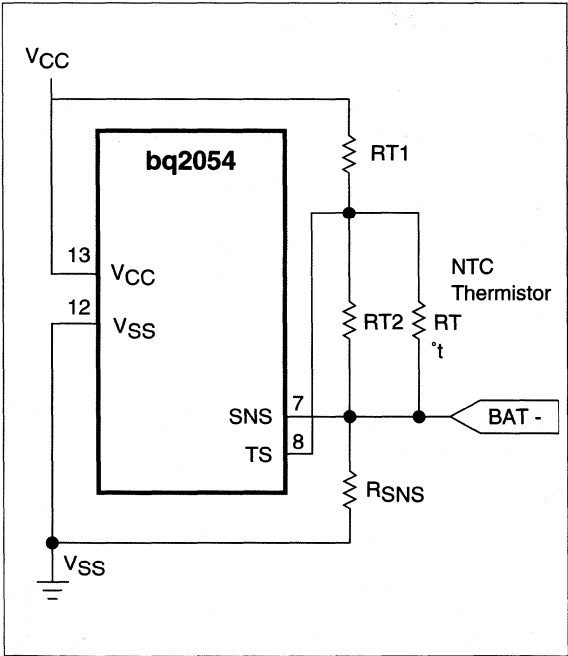 VCC
bq2054
RT1
13
VCC
NTC
Thermistor
12
VSS
RT2
RT
°t
SNS
7
BAT -
TS
8
RSNS
VSS